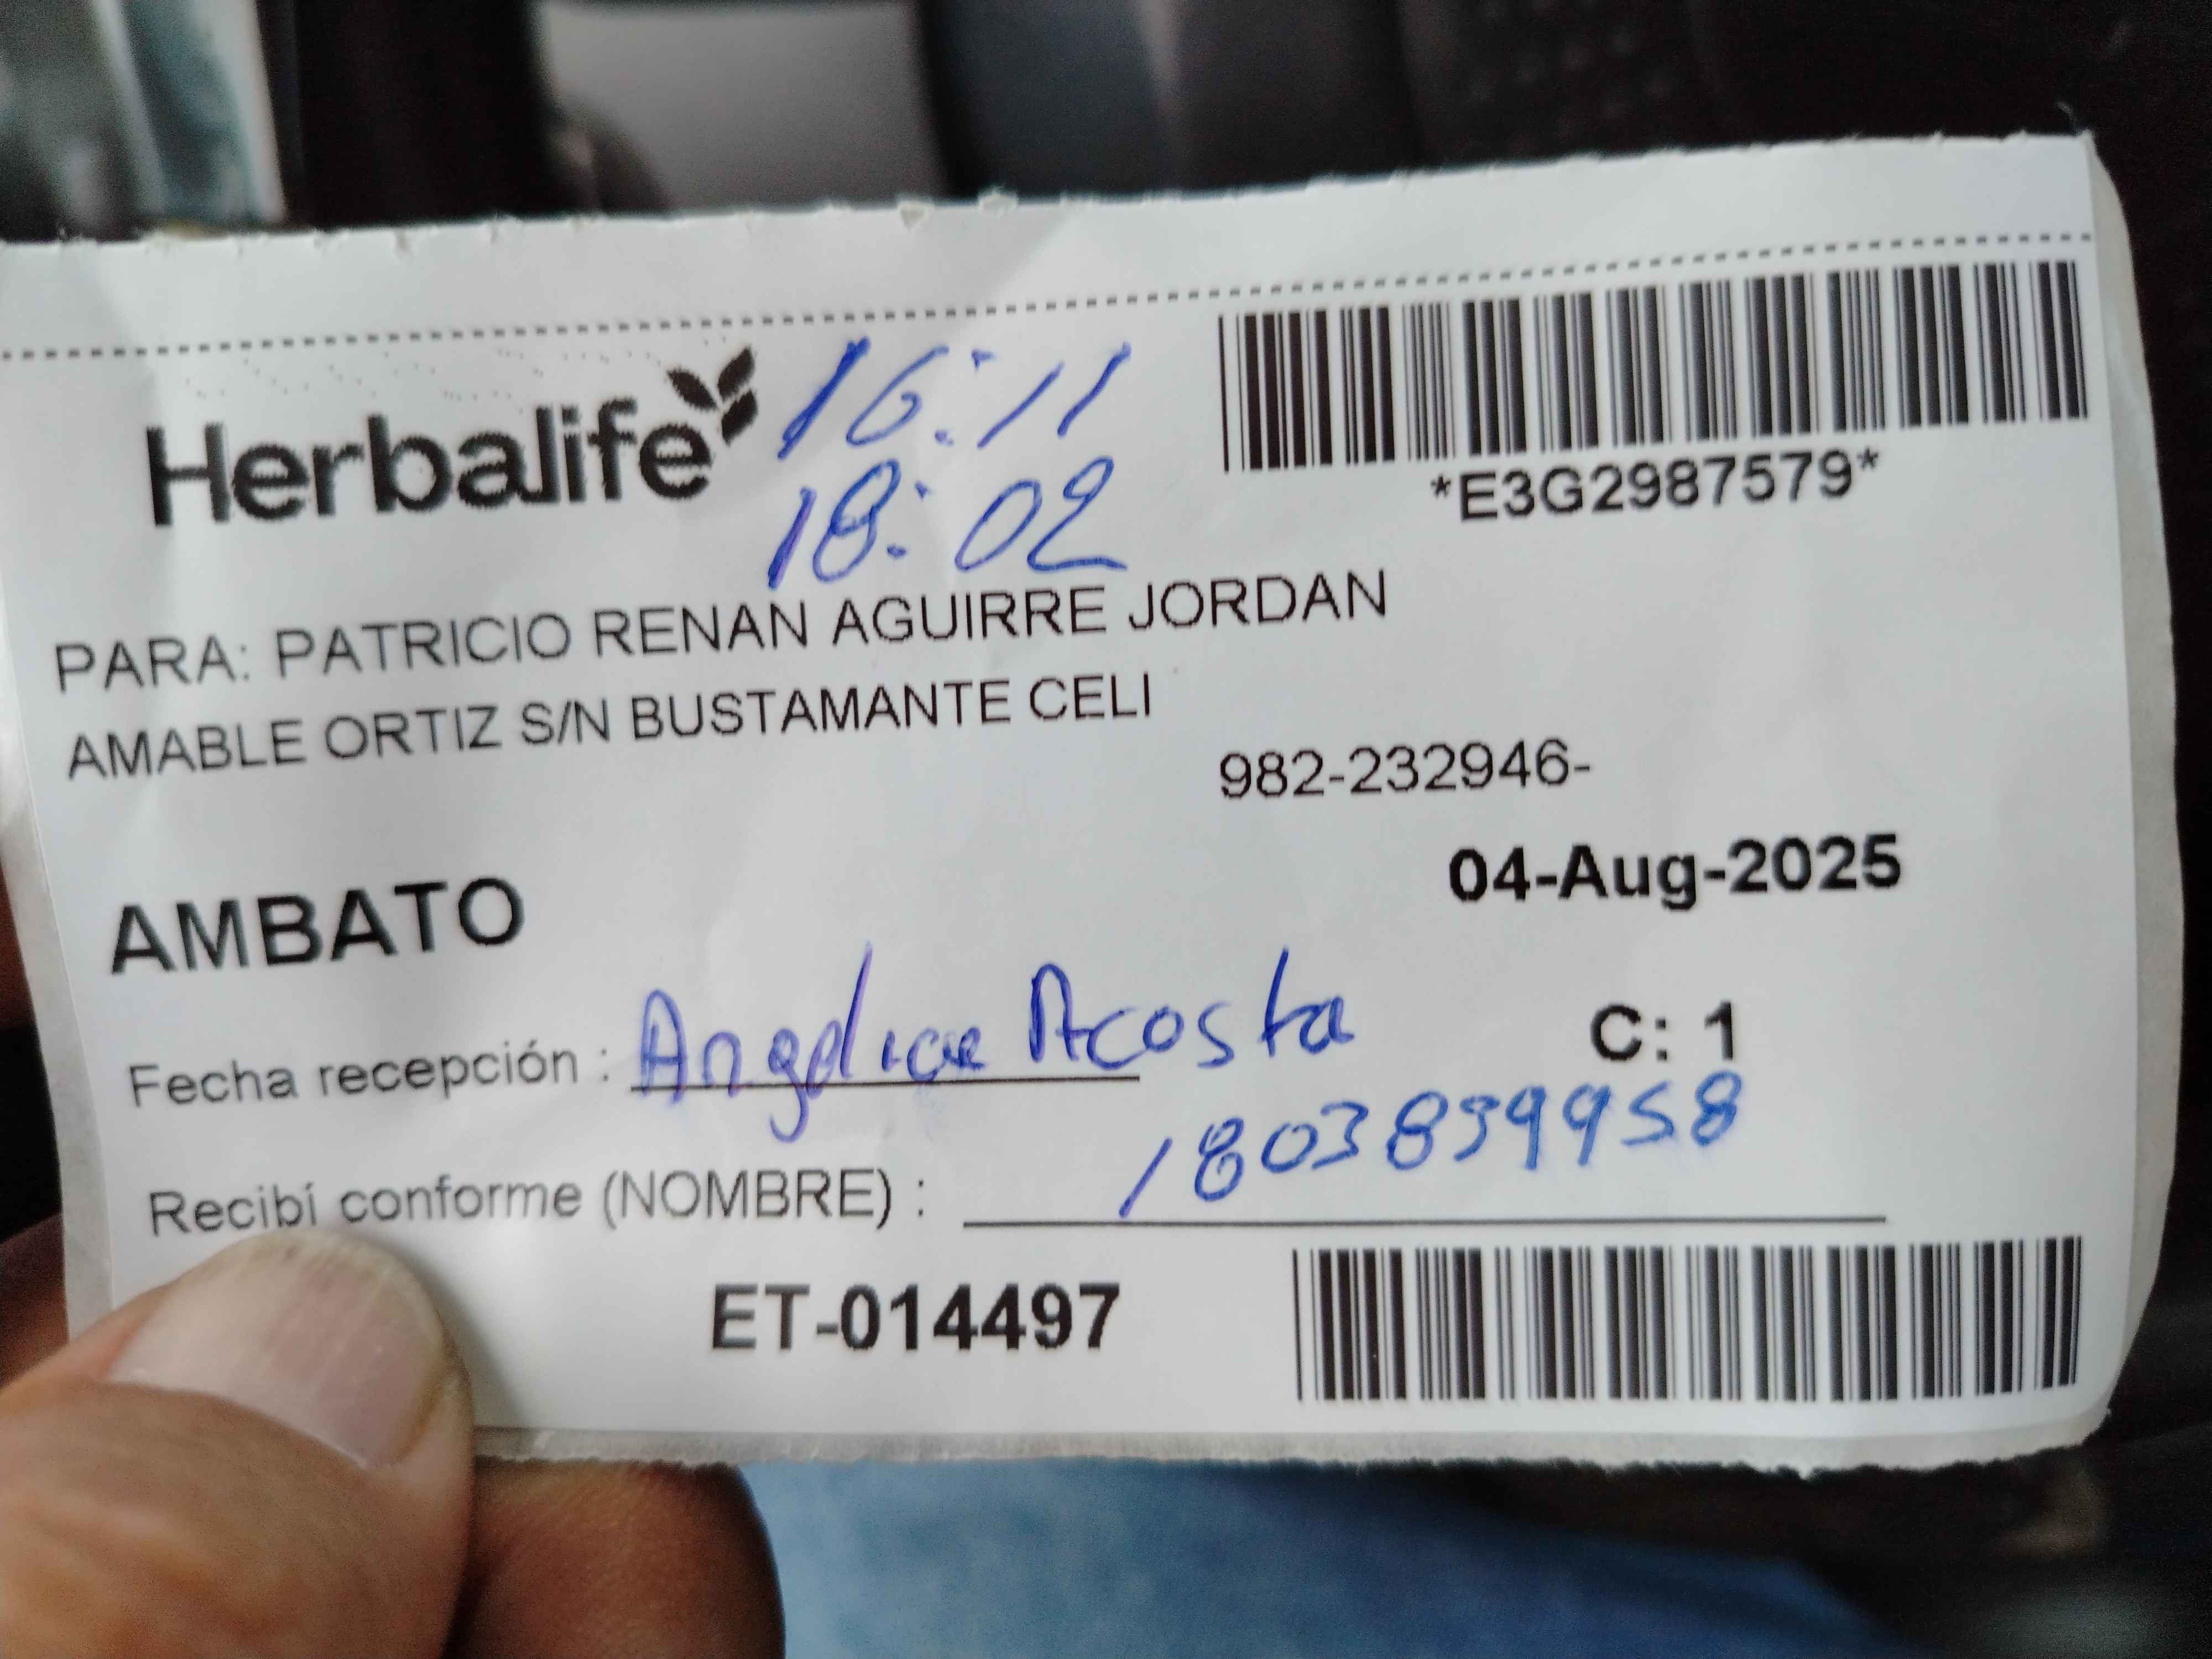 Herbalife
16:11
18:02
*E3G2987579*
PARA: PATRICIO RENAN AGUIRRE JORDAN
AMABLE ORTIZ S/N BUSTAMANTE CELI
982-232946-
04-Aug-2025
AMBATO
Fecha recepción : Angelica Acosta
C: 1
1803859958
Recibí conforme (NOMBRE) :
ET-014497